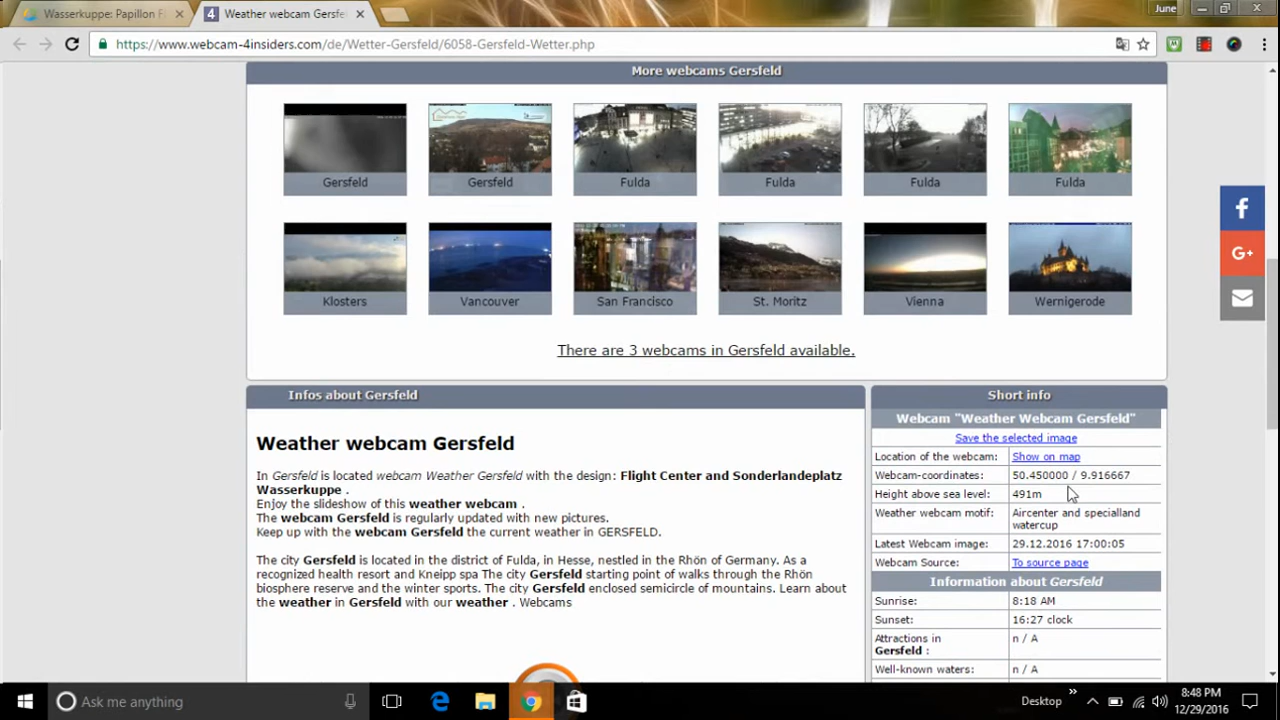 Wasserkuppe: Papillon Fl
Weather webcam Gersfel
June
https://www.webcam-4insiders.com/de/Wetter-Gersfeld/6058-Gersfeld-Wetter.php
More webcams Gersfeld
Gersfeld
Gersfeld
Fulda
Fulda
Fulda
Fulda
Klosters
Vancouver
San Francisco
St. Moritz
Vienna
Wernigerode
There are 3 webcams in Gersfeld available.
Infos about Gersfeld
Weather webcam Gersfeld
In Gersfeld is located webcam Weather Gersfeld with the design: Flight Center and Sonderlandeplatz
Wasserkuppe .
Enjoy the slideshow of this weather webcam .
The webcam Gersfeld is regularly updated with new pictures.
Keep up with the webcam Gersfeld the current weather in GERSFELD.
The city Gersfeld is located in the district of Fulda, in Hesse, nestled in the Rhön of Germany. As a
recognized health resort and Kneipp spa The city Gersfeld starting point of walks through the Rhön
biosphere reserve and the winter sports. The city Gersfeld enclosed semicircle of mountains. Learn about
the weather in Gersfeld with our weather . Webcams
Short info
Webcam "Weather Webcam Gersfeld"
Save the selected image
Location of the webcam: Show on map
Webcam-coordinates: 50.450000 / 9.916667
Height above sea level: 491m
Weather webcam motif: Aircenter and specialland
watercup
Latest Webcam image: 29.12.2016 17:00:05
Webcam Source: To source page
Information about Gersfeld
Sunrise: 8:18 AM
Sunset: 16:27 clock
Attractions in n / A
Gersfeld :
Well-known waters: n / A
Ask me anything
Desktop
8:48 PM
12/29/2016